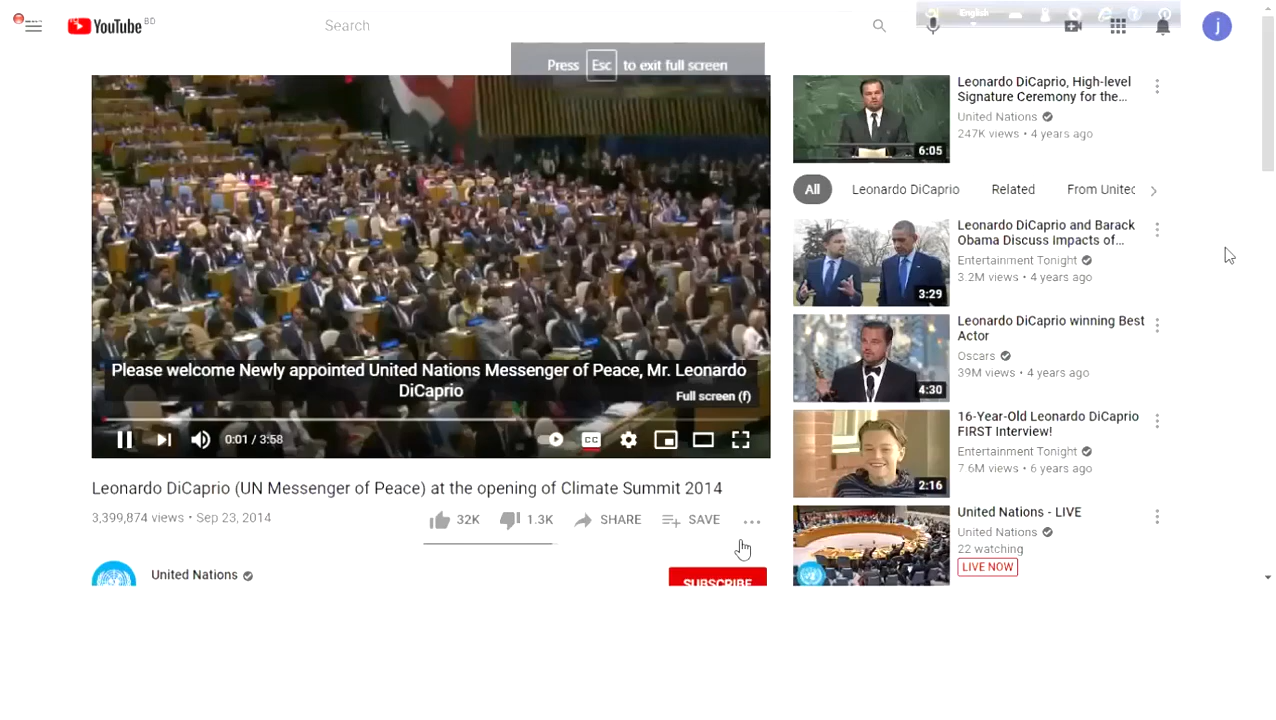 YouTube BD
Search
English
j
Press Esc to exit full screen
Please welcome Newly appointed United Nations Messenger of Peace, Mr. Leonardo
DiCaprio
Full screen (f)
0:01 / 3:58
CC
Leonardo DiCaprio (UN Messenger of Peace) at the opening of Climate Summit 2014
3,399,874 views • Sep 23, 2014
32K
1.3K
SHARE
SAVE
United Nations
SUBSCRIBE
6:05
Leonardo DiCaprio, High-level
Signature Ceremony for the...
United Nations
247K views • 4 years ago
All
Leonardo DiCaprio
Related
From Unitec
3:29
Leonardo DiCaprio and Barack
Obama Discuss Impacts of...
Entertainment Tonight
3.2M views • 4 years ago
4:30
Leonardo DiCaprio winning Best
Actor
Oscars
39M views • 4 years ago
2:16
16-Year-Old Leonardo DiCaprio
FIRST Interview!
Entertainment Tonight
7.6M views • 6 years ago
United Nations - LIVE
United Nations
22 watching
LIVE NOW